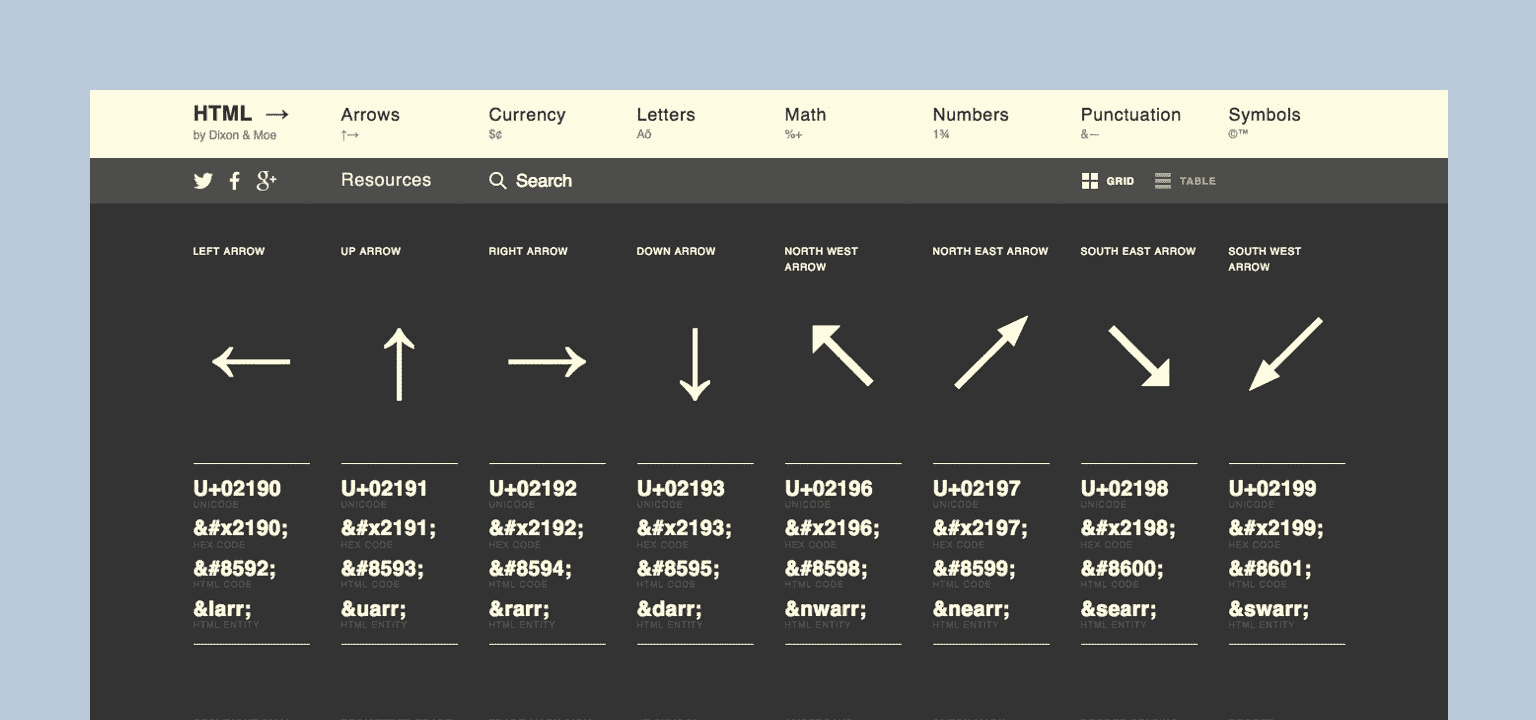 HTML →
by Dixon & Moe
Arrows
↑→
Currency
$¢
Letters
Aõ
Math
%+
Numbers
1¾
Punctuation
&—
Symbols
©™
Resources
Search
GRID
TABLE
LEFT ARROW
UP ARROW
RIGHT ARROW
DOWN ARROW
NORTH WEST
ARROW
NORTH EAST ARROW
SOUTH EAST ARROW
SOUTH WEST
ARROW
← ↑ → ↓ ↖ ↗ ↘ ↙
U+02190 U+02191 U+02192 U+02193 U+02196 U+02197 U+02198 U+02199
UNICODE UNICODE UNICODE UNICODE UNICODE UNICODE UNICODE UNICODE
&#x2190; &#x2191; &#x2192; &#x2193; &#x2196; &#x2197; &#x2198; &#x2199;
HEX CODE HEX CODE HEX CODE HEX CODE HEX CODE HEX CODE HEX CODE HEX CODE
&#8592; &#8593; &#8594; &#8595; &#8598; &#8599; &#8600; &#8601;
HTML CODE HTML CODE HTML CODE HTML CODE HTML CODE HTML CODE HTML CODE HTML CODE
&larr; &uarr; &rarr; &darr; &nwarr; &nearr; &searr; &swarr;
HTML ENTITY HTML ENTITY HTML ENTITY HTML ENTITY HTML ENTITY HTML ENTITY HTML ENTITY HTML ENTITY